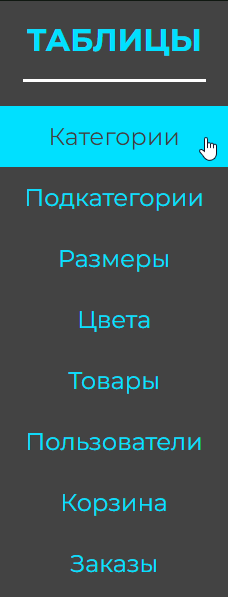 ТАБЛИЦЫ
Категории
Подкатегории
Размеры
Цвета
Товары
Пользователи
Корзина
Заказы